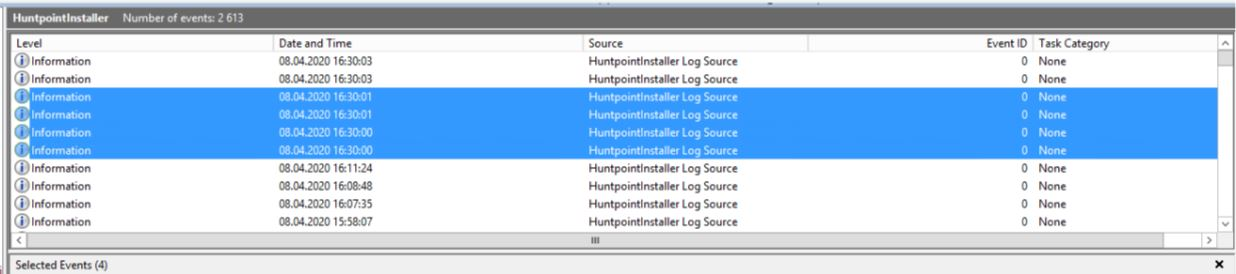 HuntpointInstaller Number of events: 2 613
Level Date and Time Source Event ID Task Category
Information 08.04.2020 16:30:03 HuntpointInstaller Log Source 0 None
Information 08.04.2020 16:30:03 HuntpointInstaller Log Source 0 None
Information 08.04.2020 16:30:01 HuntpointInstaller Log Source 0 None
Information 08.04.2020 16:30:01 HuntpointInstaller Log Source 0 None
Information 08.04.2020 16:30:00 HuntpointInstaller Log Source 0 None
Information 08.04.2020 16:30:00 HuntpointInstaller Log Source 0 None
Information 08.04.2020 16:11:24 HuntpointInstaller Log Source 0 None
Information 08.04.2020 16:08:48 HuntpointInstaller Log Source 0 None
Information 08.04.2020 16:07:35 HuntpointInstaller Log Source 0 None
Information 08.04.2020 15:58:07 HuntpointInstaller Log Source 0 None
Selected Events (4)